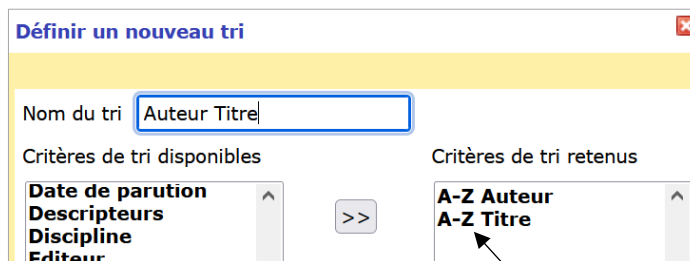 Définir un nouveau tri
Nom du tri Auteur Titre
Critères de tri disponibles Critères de tri retenus
Date de parution
Descripteurs
Discipline
Editeur
>>
A-Z Auteur
A-Z Titre